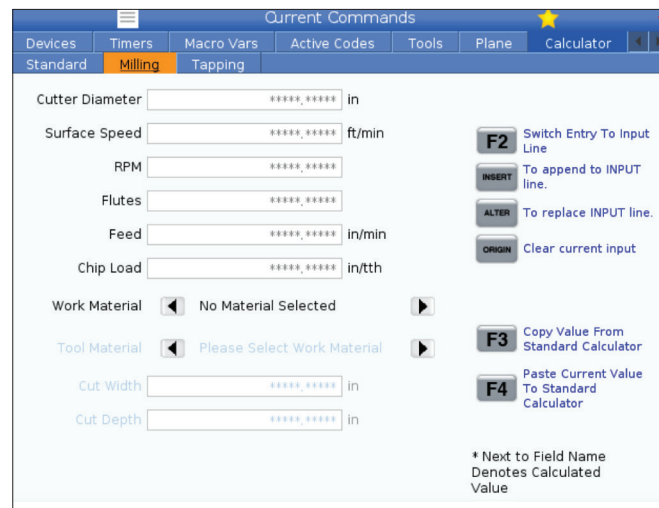 Current Commands
Devices Timers Macro Vars Active Codes Tools Plane Calculator
Standard Milling Tapping
Cutter Diameter *****.***** in
Surface Speed *****.***** ft/min
RPM *****.*****
Flutes *****.*****
Feed *****.***** in/min
Chip Load *****.***** in/tth
Work Material No Material Selected
Tool Material Please Select Work Material
Cut Width *****.***** in
Cut Depth *****.***** in
F2 Switch Entry To Input
Line
INSERT To append to INPUT
line.
ALTER To replace INPUT line.
ORIGIN Clear current input
F3 Copy Value From
Standard Calculator
F4 Paste Current Value
To Standard
Calculator
* Next to Field Name
Denotes Calculated
Value